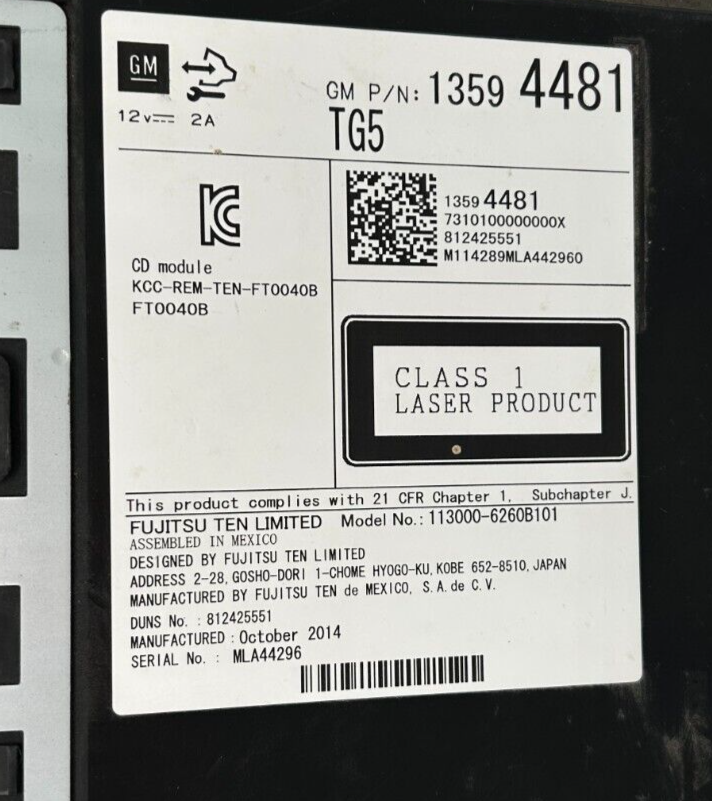 GM
GM P/N: 1359 4481
12v⎓ 2A
TG5
1359 4481
7310100000000X
812425551
M114289MLA442960
CD module
KCC-REM-TEN-FT0040B
FT0040B
CLASS 1
LASER PRODUCT
This product complies with 21 CFR Chapter 1, Subchapter J.
FUJITSU TEN LIMITED Model No.: 113000-6260B101
ASSEMBLED IN MEXICO
DESIGNED BY FUJITSU TEN LIMITED
ADDRESS 2-28, GOSHO-DORI 1-CHOME HYOGO-KU, KOBE 652-8510, JAPAN
MANUFACTURED BY FUJITSU TEN de MEXICO, S. A. de C. V.
DUNS No. : 812425551
MANUFACTURED : October 2014
SERIAL No. : MLA44296